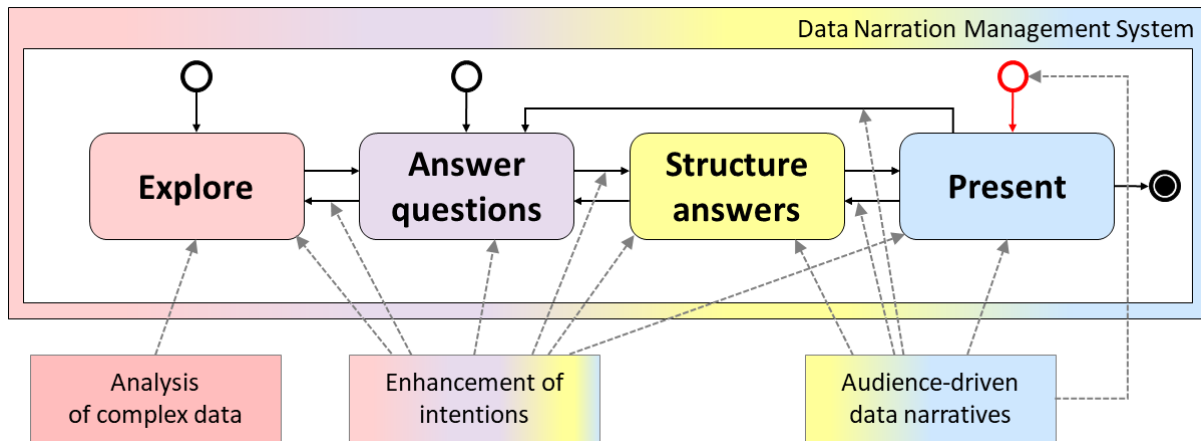 Data Narration Management System
Explore
Answer
questions
Structure
answers
Present
Analysis
of complex data
Enhancement of
intentions
Audience-driven
data narratives